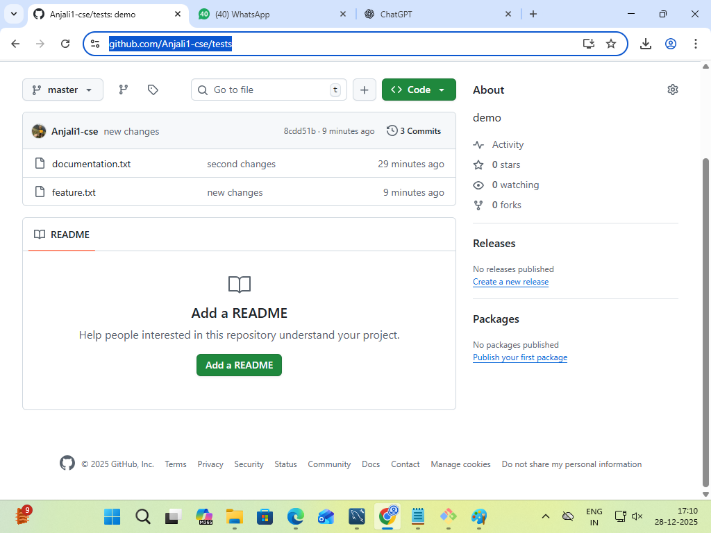 Anjali1-cse/tests: demo
(40) WhatsApp
ChatGPT
github.com/Anjali1-cse/tests
master
Go to file
t
Code
About
demo
Anjali1-cse new changes
8cdd51b · 9 minutes ago
3 Commits
documentation.txt
second changes
29 minutes ago
feature.txt
new changes
9 minutes ago
Activity
0 stars
0 watching
0 forks
README
Add a README
Help people interested in this repository understand your project.
Add a README
Releases
No releases published
Create a new release
Packages
No packages published
Publish your first package
© 2025 GitHub, Inc. Terms Privacy Security Status Community Docs Contact Manage cookies Do not share my personal information
9
ENG
IN
17:10
28-12-2025